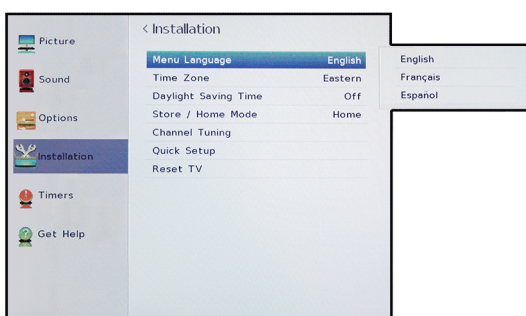 Picture
Sound
Options
Installation
Timers
Get Help
< Installation
Menu Language English
Time Zone Eastern
Daylight Saving Time Off
Store / Home Mode Home
Channel Tuning
Quick Setup
Reset TV
English
Français
Español